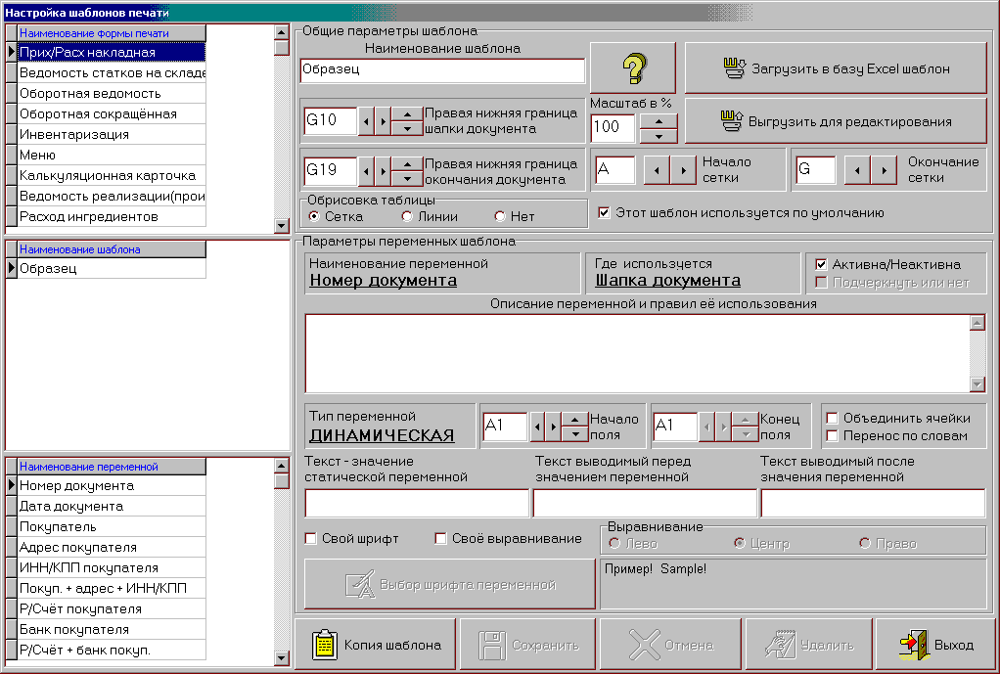 Настройка шаблонов печати
Наименование формы печати
Прих/Расх накладная
Ведомость статков на складе
Оборотная ведомость
Оборотная сокращённая
Инвентаризация
Меню
Калькуляционная карточка
Ведомость реализации(прои
Расход ингредиентов
Наименование шаблона
Образец
Наименование переменной
Номер документа
Дата документа
Покупатель
Адрес покупателя
ИНН/КПП покупателя
Покуп. + адрес + ИНН/КПП
Р/Счёт покупателя
Банк покупателя
Р/Счёт + банк покуп.
Общие параметры шаблона
Наименование шаблона
Образец
Загрузить в базу Excel шаблон
G10
Правая нижняя граница
шапки документа
Масштаб в %
100
Выгрузить для редактирования
G19
Правая нижняя граница
окончания документа
A
Начало
сетки
G
Окончание
сетки
Обрисовка таблицы
Сетка
Линии
Нет
Этот шаблон используется по умолчанию
Параметры переменных шаблона
Наименование переменной
Номер документа
Где используется
Шапка документа
Активна/Неактивна
Подчеркнуть или нет
Описание переменной и правил её использования
Тип переменной
ДИНАМИЧЕСКАЯ
A1
Начало
поля
A1
Конец
поля
Объединить ячейки
Перенос по словам
Текст - значение
статической переменной
Текст выводимый перед
значением переменной
Текст выводимый после
значения переменной
Свой шрифт
Своё выравнивание
Выравнивание
Лево
Центр
Право
Выбор шрифта переменной
Пример! Sample!
Копия шаблона
Сохранить
Отмена
Удалить
Выход